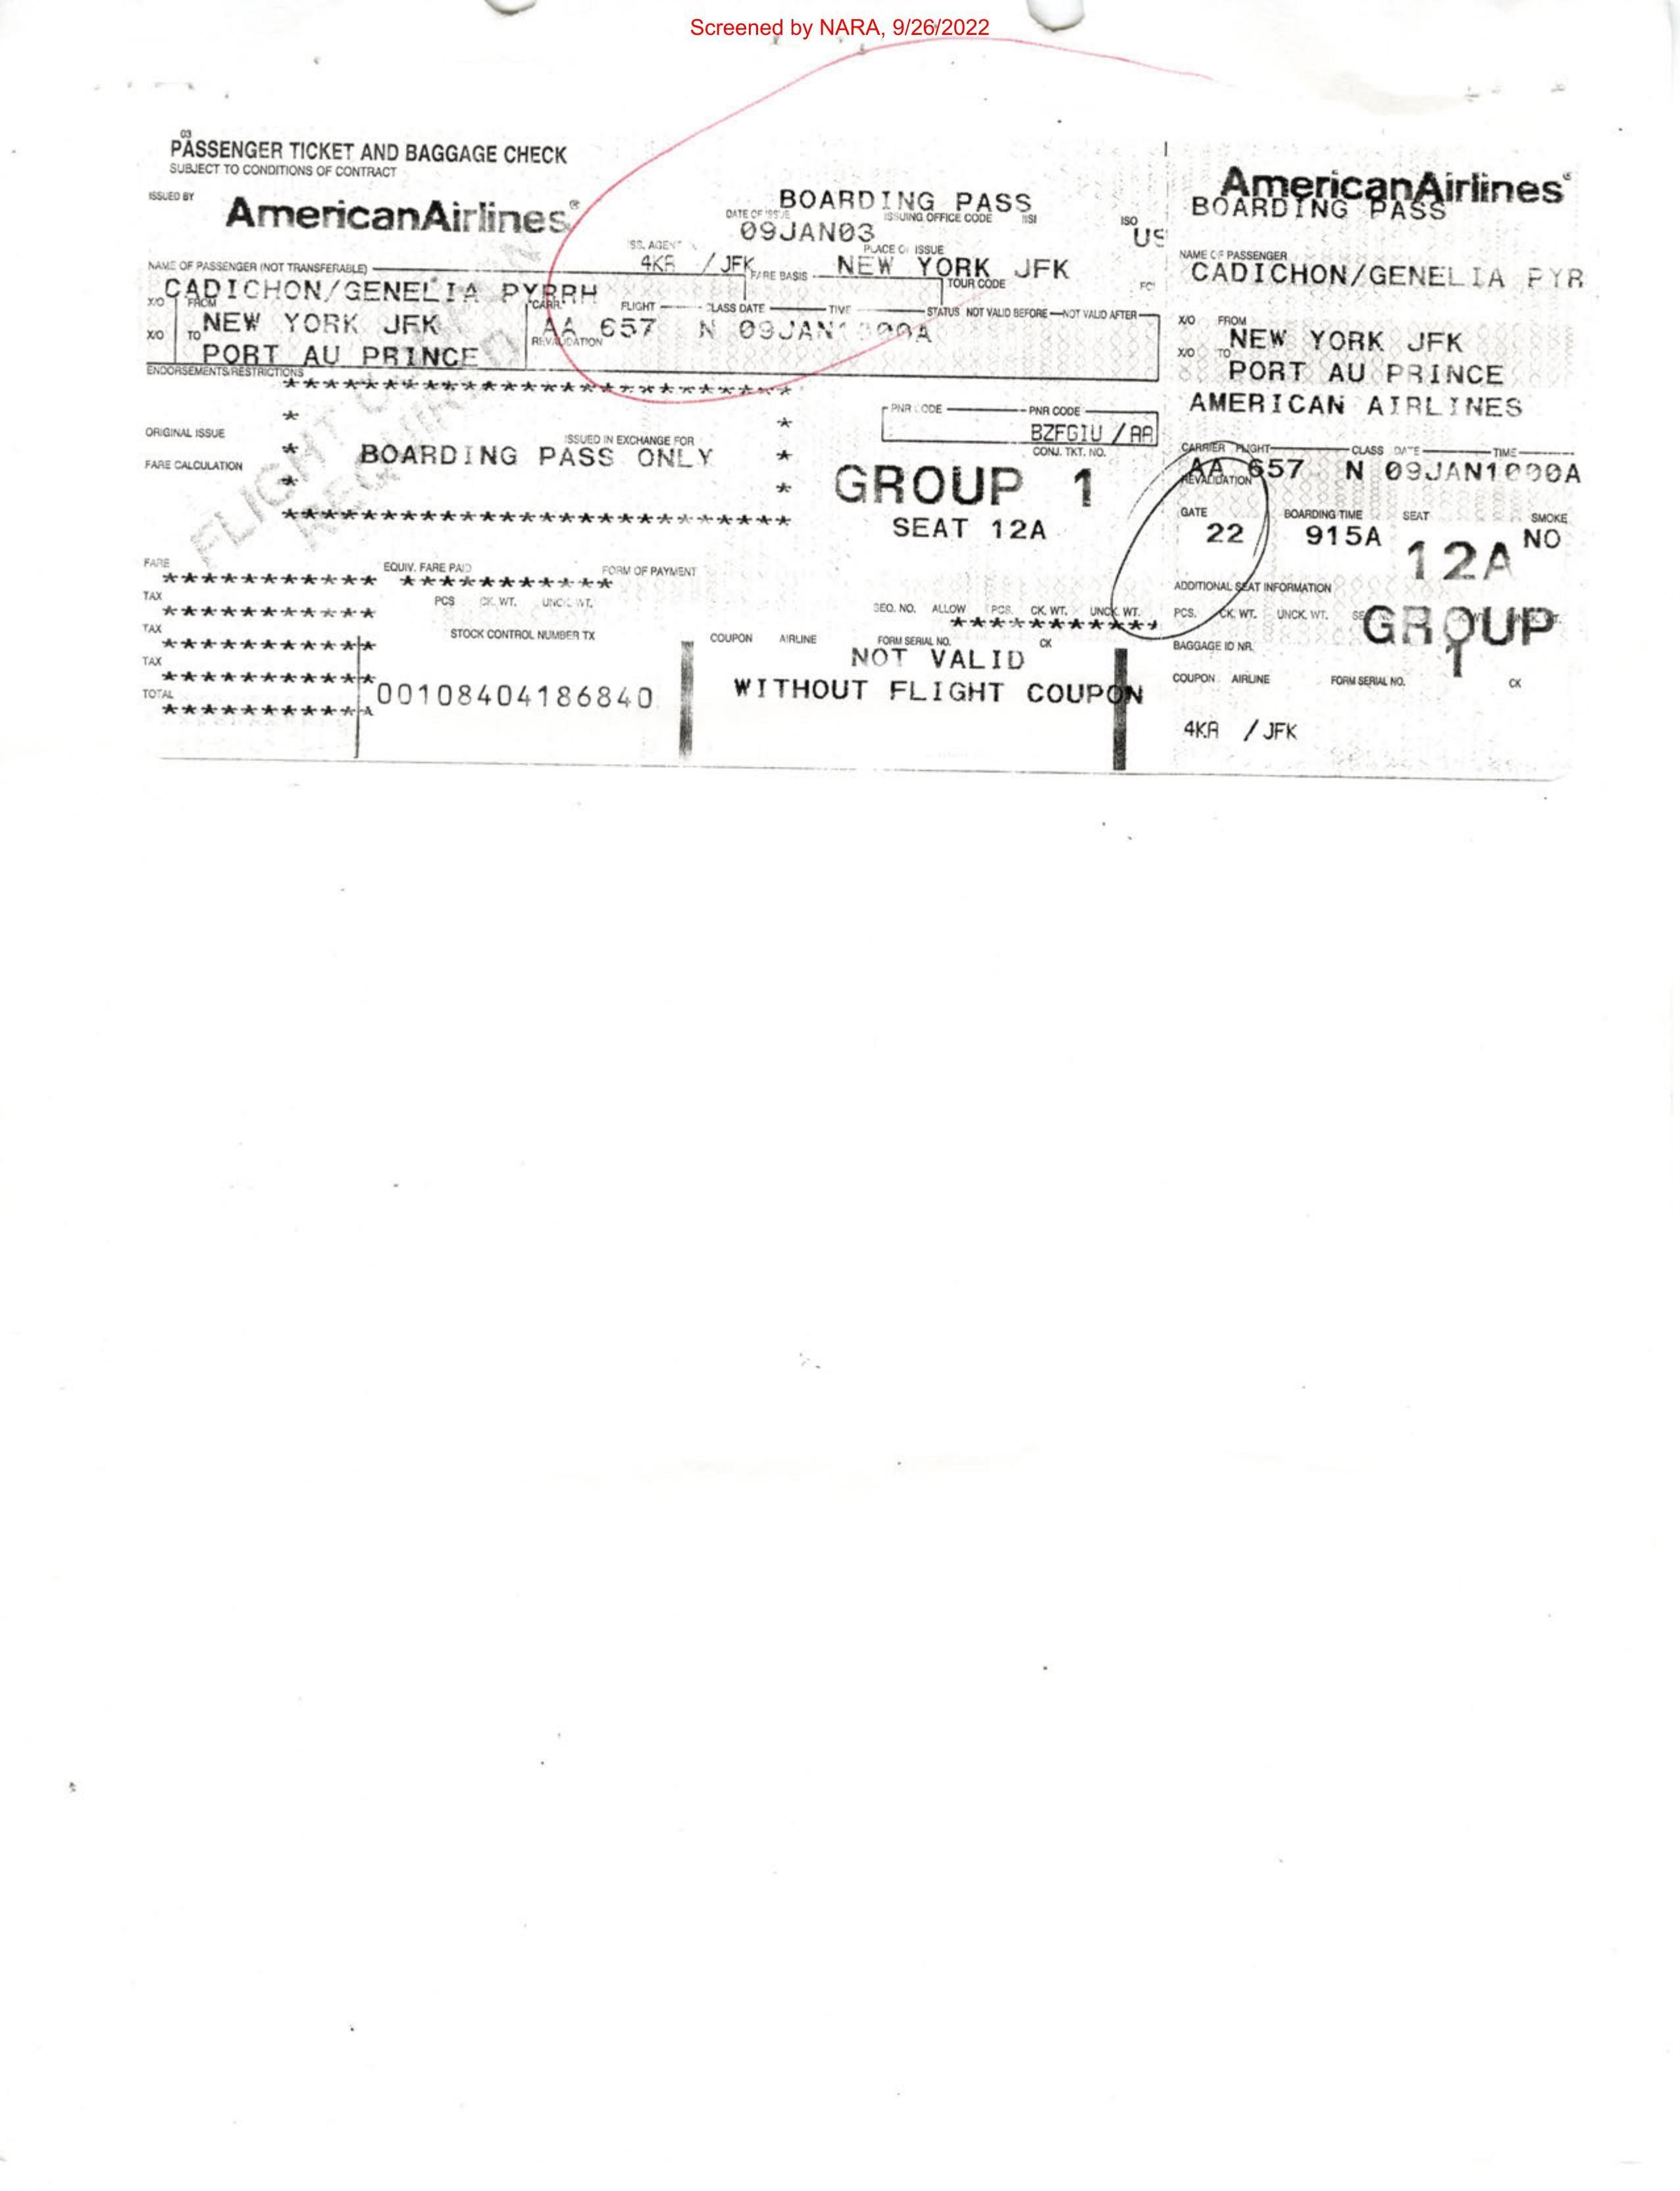 Screened by NARA, 9/26/2022
03
PASSENGER TICKET AND BAGGAGE CHECK
SUBJECT TO CONDITIONS OF CONTRACT
ISSUED BY
AmericanAirlines®
BOARDING PASS
DATE OF ISSUE ISSUING OFFICE CODE
09JAN03
ISO
US
ISS. AGENT PLACE OF ISSUE
/JFK NEW YORK JFK
NAME OF PASSENGER (NOT TRANSFERABLE) FARE BASIS TOUR CODE
CADICHON/GENELIA PYRRH
X/O FROM CARR. FLIGHT CLASS DATE TIME STATUS NOT VALID BEFORE NOT VALID AFTER
NEW YORK JFK AA 657 N 09JAN1000A
X/O TO REVALIDATION
PORT AU PRINCE
ENDORSEMENTS/RESTRICTIONS
*************************
* *
PNR CODE PNR CODE
BZFGIU /AA
ORIGINAL ISSUE ISSUED IN EXCHANGE FOR CONJ. TKT. NO.
* BOARDING PASS ONLY *
FARE CALCULATION
* *
GROUP 1
*************************
SEAT 12A
FARE EQUIV. FARE PAID FORM OF PAYMENT
*********** ***********
TAX PCS CK. WT. UNCK. WT. SEQ. NO. ALLOW PCS. CK. WT. UNCK. WT.
*********** ***********
TAX STOCK CONTROL NUMBER TX COUPON AIRLINE FORM SERIAL NO. CK
***********
NOT VALID
TAX
***********
TOTAL 00108404186840 WITHOUT FLIGHT COUPON
***********
FLIGHT COUPON
REQUIRED
AmericanAirlines
BOARDING PASS
NAME OF PASSENGER
CADICHON/GENELIA PYR
X/O FROM
NEW YORK JFK
X/O TO
PORT AU PRINCE
AMERICAN AIRLINES
CARRIER FLIGHT CLASS DATE TIME
AA 657 N 09JAN1000A
REVALIDATION
GATE BOARDING TIME SEAT SMOKE
22 915A 12A NO
ADDITIONAL SEAT INFORMATION
PCS. CK. WT. UNCK. WT.
GROUP
1
BAGGAGE ID NR.
COUPON AIRLINE FORM SERIAL NO. CK
4KA /JFK